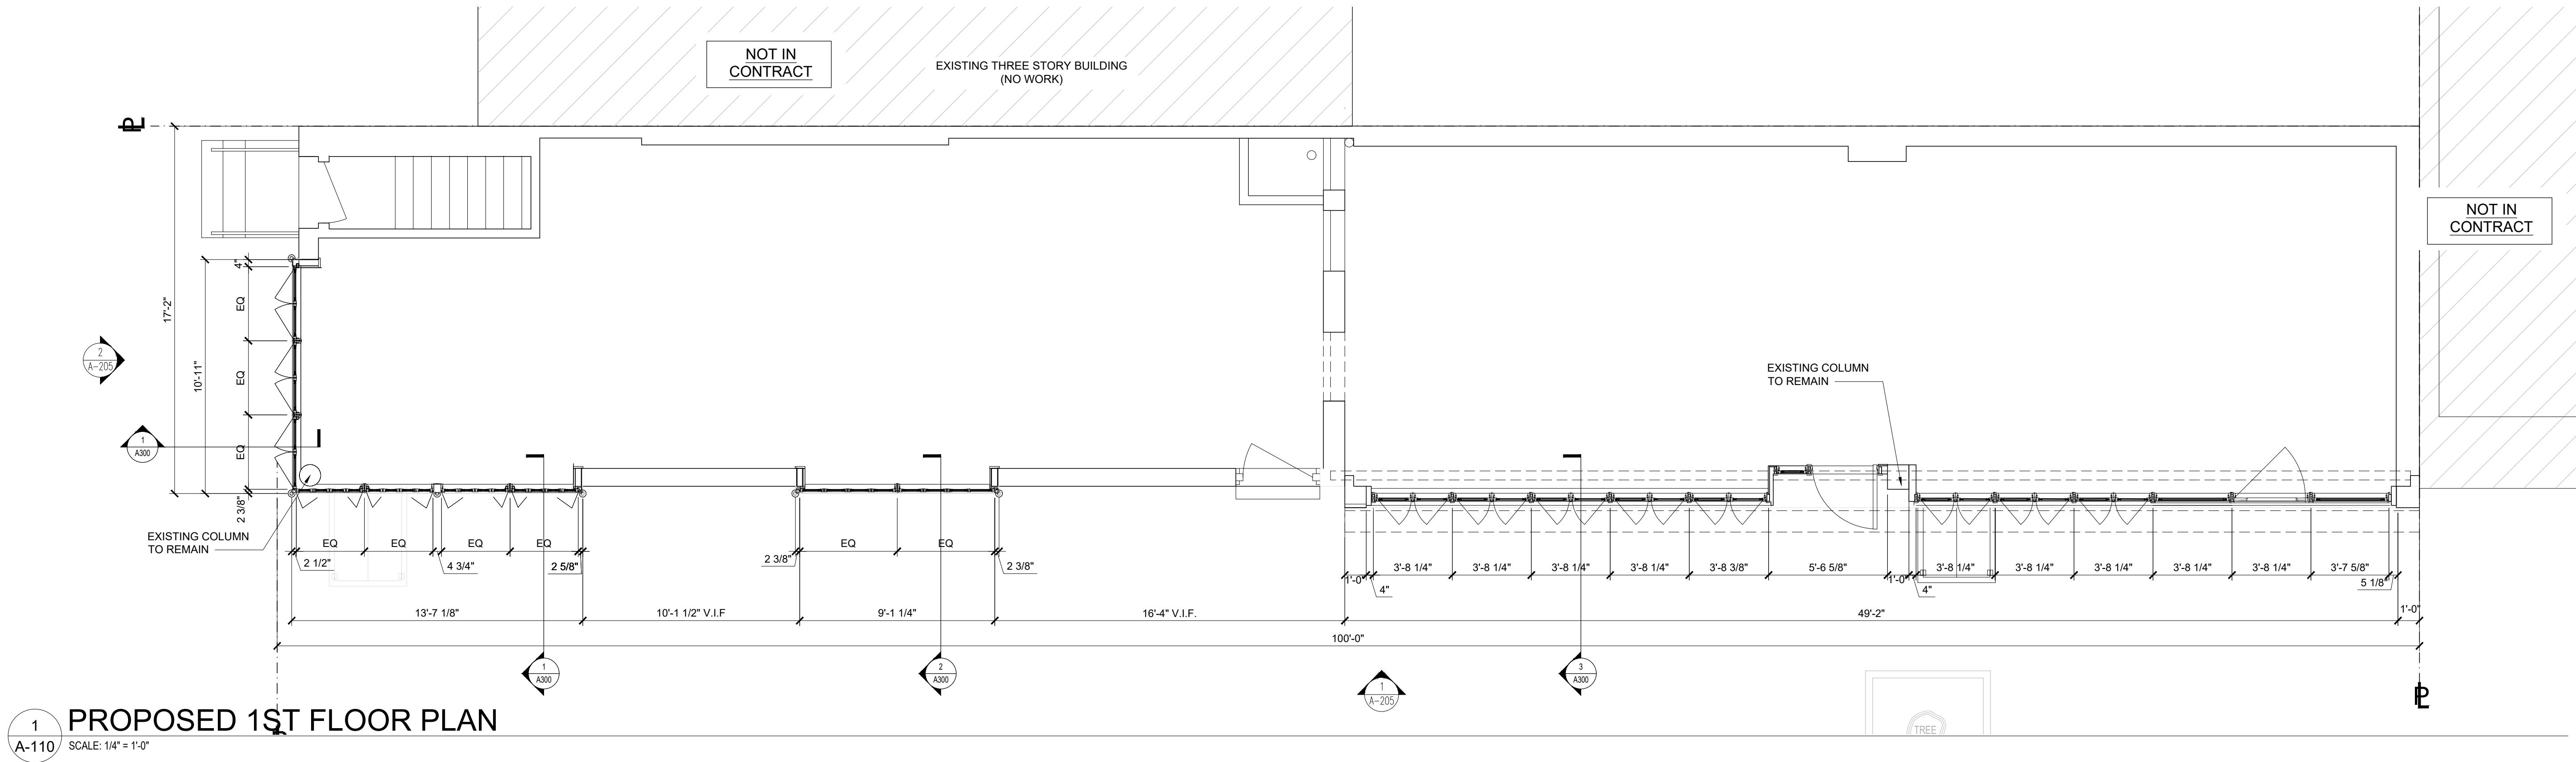 NOT IN
CONTRACT
EXISTING THREE STORY BUILDING
(NO WORK)
NOT IN
CONTRACT
PL
17'-2"
10'-11"
4"
EQ
EQ
EQ
2 3/8"
2
A-205
1
A300
EXISTING COLUMN
TO REMAIN
EXISTING COLUMN
TO REMAIN
EQ
EQ
EQ
EQ
2 1/2"
4 3/4"
2 5/8"
2 3/8"
EQ
EQ
2 3/8"
1'-0"
4"
3'-8 1/4"
3'-8 1/4"
3'-8 1/4"
3'-8 1/4"
3'-8 3/8"
5'-6 5/8"
1'-0"
4"
3'-8 1/4"
3'-8 1/4"
3'-8 1/4"
3'-8 1/4"
3'-8 1/4"
3'-7 5/8"
5 1/8"
13'-7 1/8"
10'-1 1/2" V.I.F
9'-1 1/4"
16'-4" V.I.F.
49'-2"
1'-0"
100'-0"
1
A300
2
A300
3
A300
1
A-205
PL
TREE
1
A-110
PROPOSED 1ST FLOOR PLAN
SCALE: 1/4" = 1'-0"